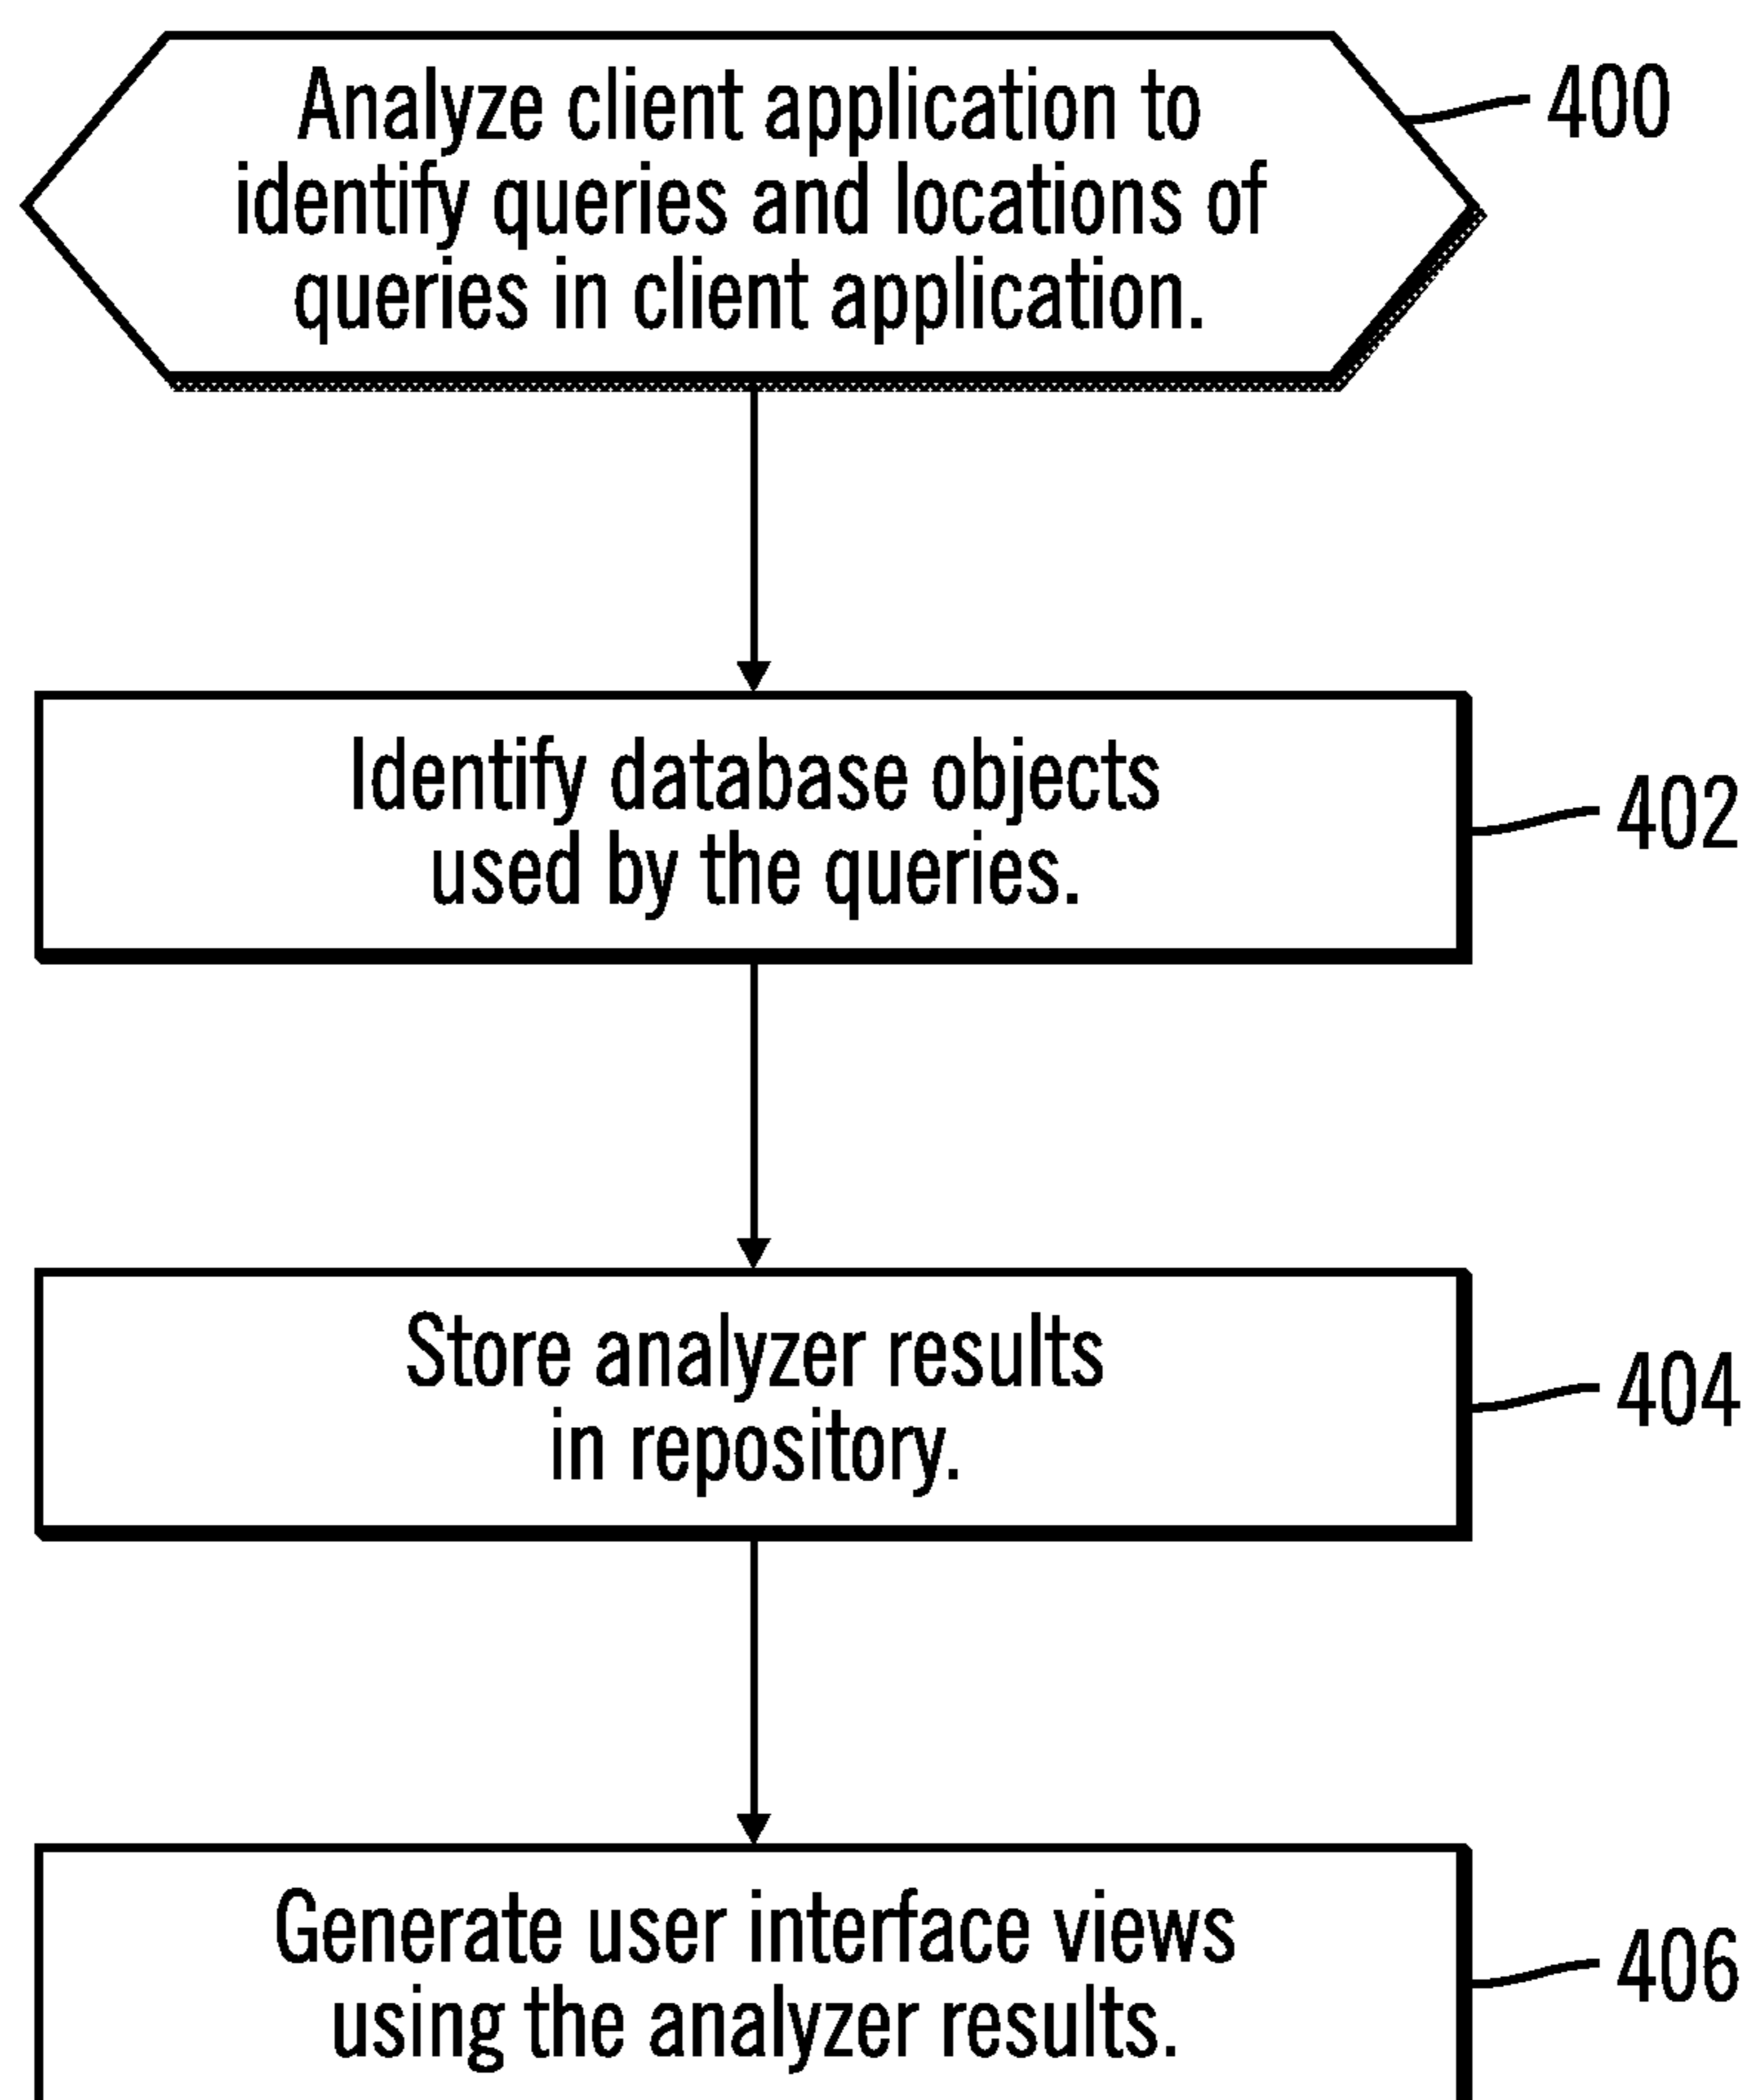 Analyze client application to
identify queries and locations of
queries in client application.
400
Identify database objects
used by the queries.
402
Store analyzer results
in repository.
404
Generate user interface views
using the analyzer results.
406